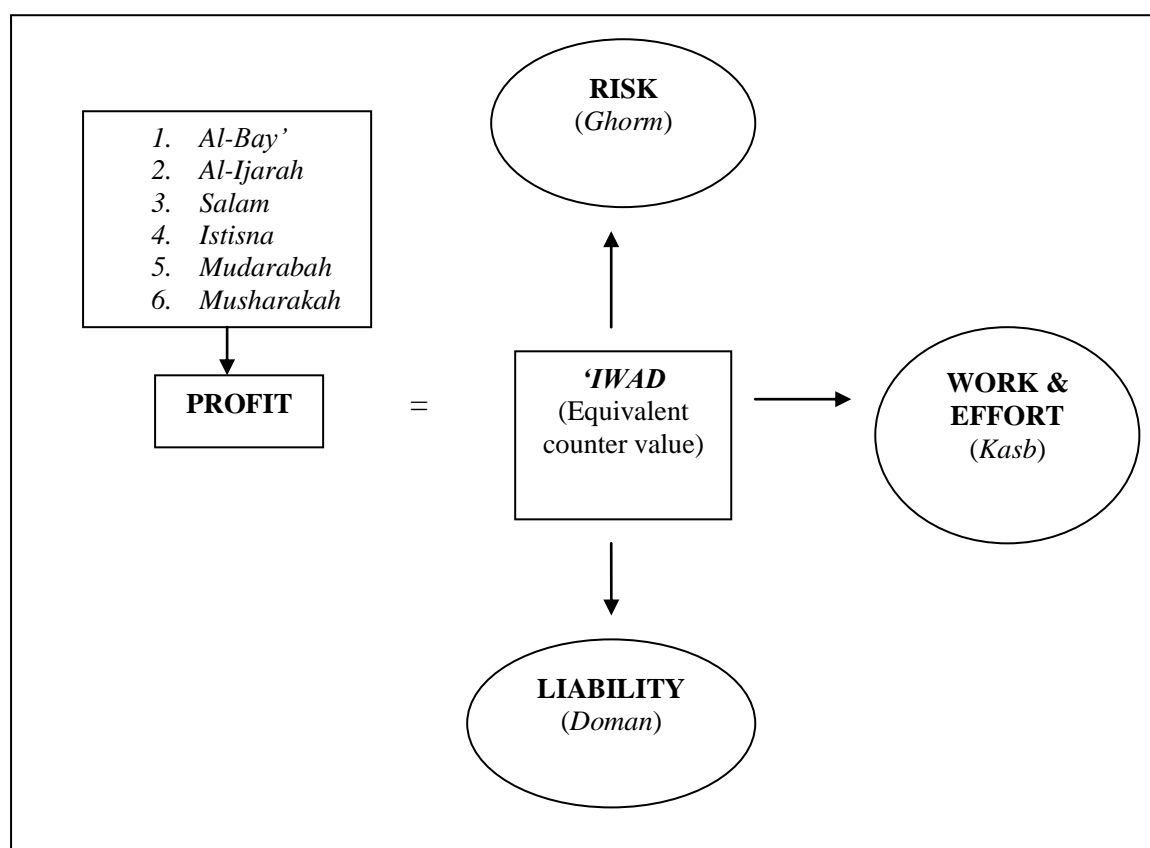 RISK
(Ghorm)
1. Al-Bay’
2. Al-Ijarah
3. Salam
4. Istisna
5. Mudarabah
6. Musharakah
PROFIT
=
‘IWAD
(Equivalent
counter value)
WORK &
EFFORT
(Kasb)
LIABILITY
(Doman)